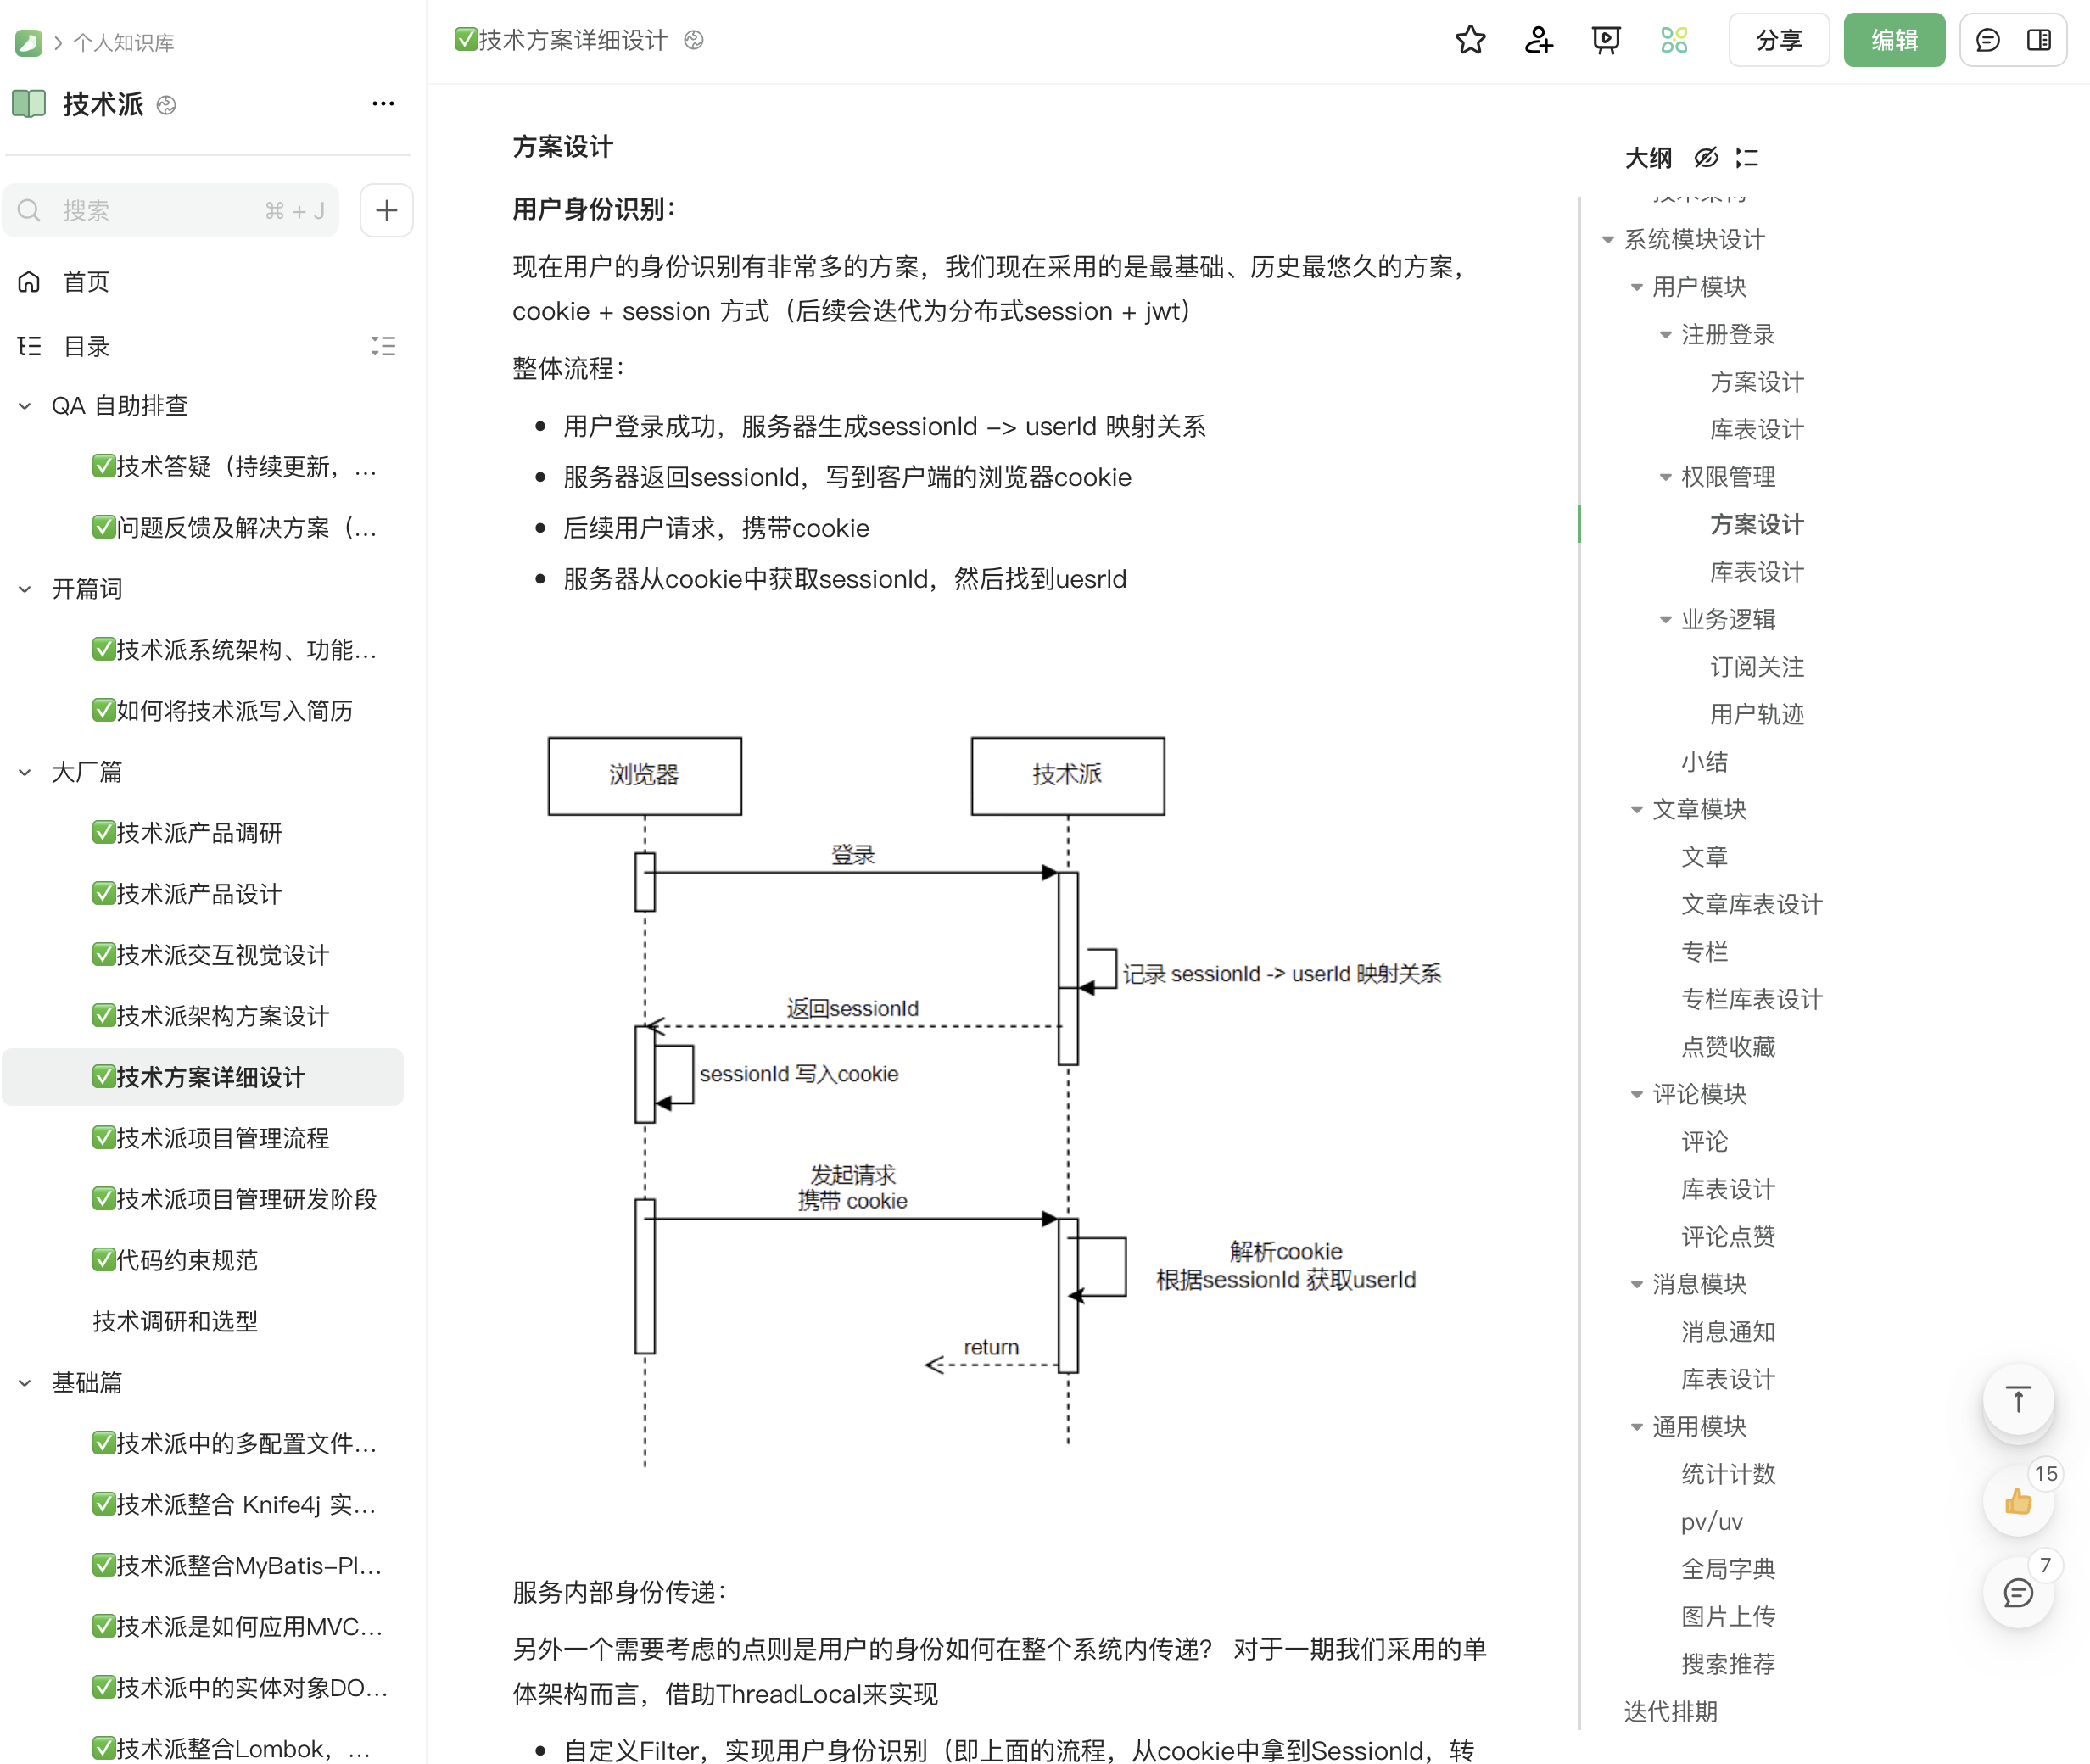 个人知识库
技术派
搜索 ⌘ + J
首页
目录
QA 自助排查
✅技术答疑（持续更新，...
✅问题反馈及解决方案（...
开篇词
✅技术派系统架构、功能...
✅如何将技术派写入简历
大厂篇
✅技术派产品调研
✅技术派产品设计
✅技术派交互视觉设计
✅技术派架构方案设计
✅技术方案详细设计
✅技术派项目管理流程
✅技术派项目管理研发阶段
✅代码约束规范
技术调研和选型
基础篇
✅技术派中的多配置文件...
✅技术派整合 Knife4j 实...
✅技术派整合MyBatis-Pl...
✅技术派是如何应用MVC...
✅技术派中的实体对象DO...
✅技术派整合Lombok，...
✅技术方案详细设计
分享
编辑
方案设计
用户身份识别：
现在用户的身份识别有非常多的方案，我们现在采用的是最基础、历史最悠久的方案，
cookie + session 方式（后续会迭代为分布式session + jwt）
整体流程：
用户登录成功，服务器生成sessionId -> userId 映射关系
服务器返回sessionId，写到客户端的浏览器cookie
后续用户请求，携带cookie
服务器从cookie中获取sessionId，然后找到uesrId
浏览器
技术派
登录
记录 sessionId -> userId 映射关系
返回sessionId
sessionId 写入cookie
发起请求
携带 cookie
解析cookie
根据sessionId 获取userId
return
服务内部身份传递：
另外一个需要考虑的点则是用户的身份如何在整个系统内传递？ 对于一期我们采用的单
体架构而言，借助ThreadLocal来实现
自定义Filter，实现用户身份识别（即上面的流程，从cookie中拿到SessionId，转
大纲
技术架构
系统模块设计
用户模块
注册登录
方案设计
库表设计
权限管理
方案设计
库表设计
业务逻辑
订阅关注
用户轨迹
小结
文章模块
文章
文章库表设计
专栏
专栏库表设计
点赞收藏
评论模块
评论
库表设计
评论点赞
消息模块
消息通知
库表设计
通用模块
统计计数
pv/uv
全局字典
图片上传
搜索推荐
迭代排期
15
7